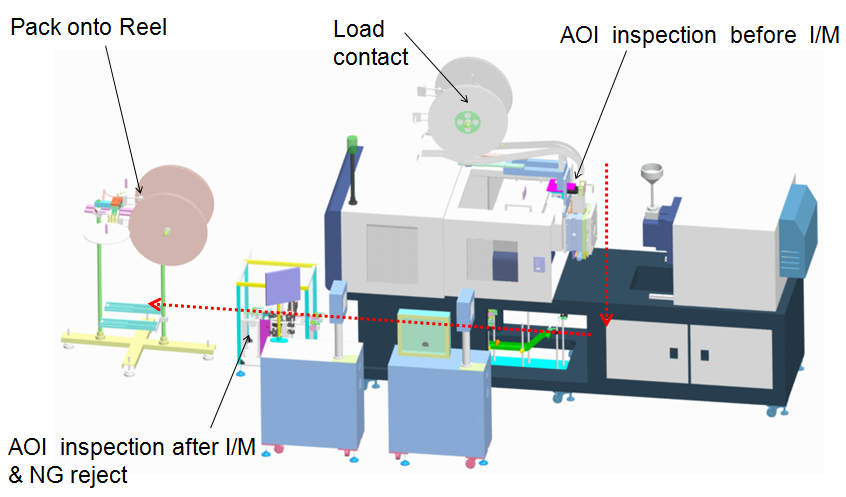 Pack onto Reel
Load
contact
AOI inspection before I/M
AOI inspection after I/M
& NG reject